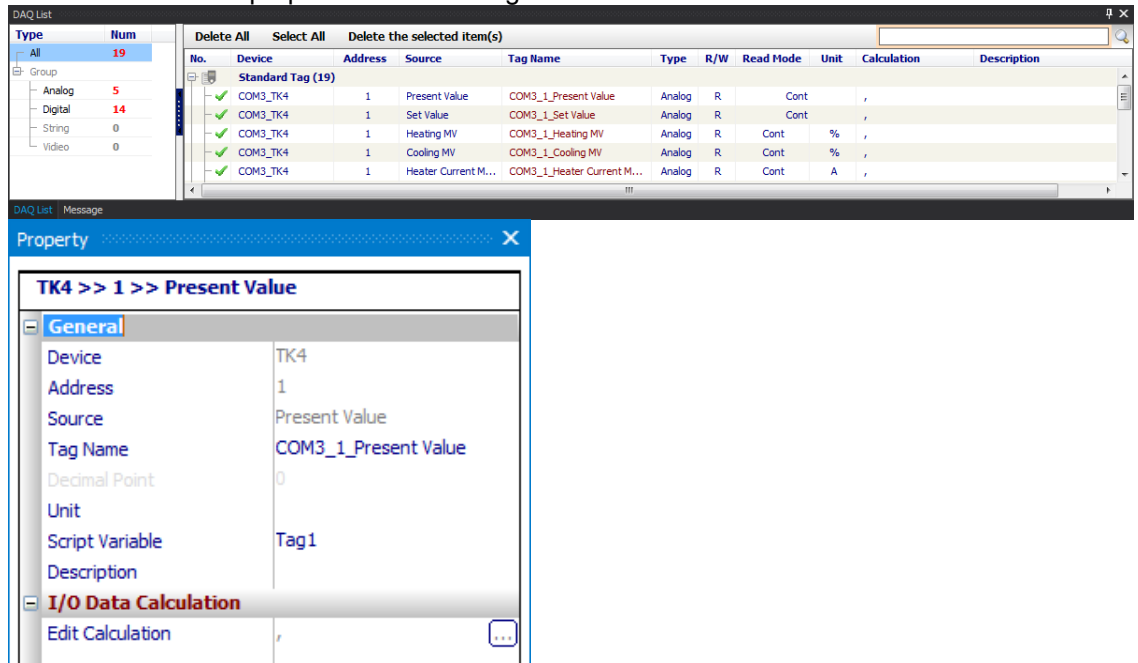 DAQ List
Type Num
All 19
Group
Analog 5
Digital 14
String 0
Video 0
Delete All Select All Delete the selected item(s)
No. Device Address Source Tag Name Type R/W Read Mode Unit Calculation Description
Standard Tag (19)
COM3_TK4 1 Present Value COM3_1_Present Value Analog R Cont ,
COM3_TK4 1 Set Value COM3_1_Set Value Analog R Cont ,
COM3_TK4 1 Heating MV COM3_1_Heating MV Analog R Cont % ,
COM3_TK4 1 Cooling MV COM3_1_Cooling MV Analog R Cont % ,
COM3_TK4 1 Heater Current M... COM3_1_Heater Current M... Analog R Cont A ,
DAQ List Message
Property
TK4 >> 1 >> Present Value
General
Device TK4
Address 1
Source Present Value
Tag Name COM3_1_Present Value
Decimal Point 0
Unit
Script Variable Tag1
Description
I/O Data Calculation
Edit Calculation , ...